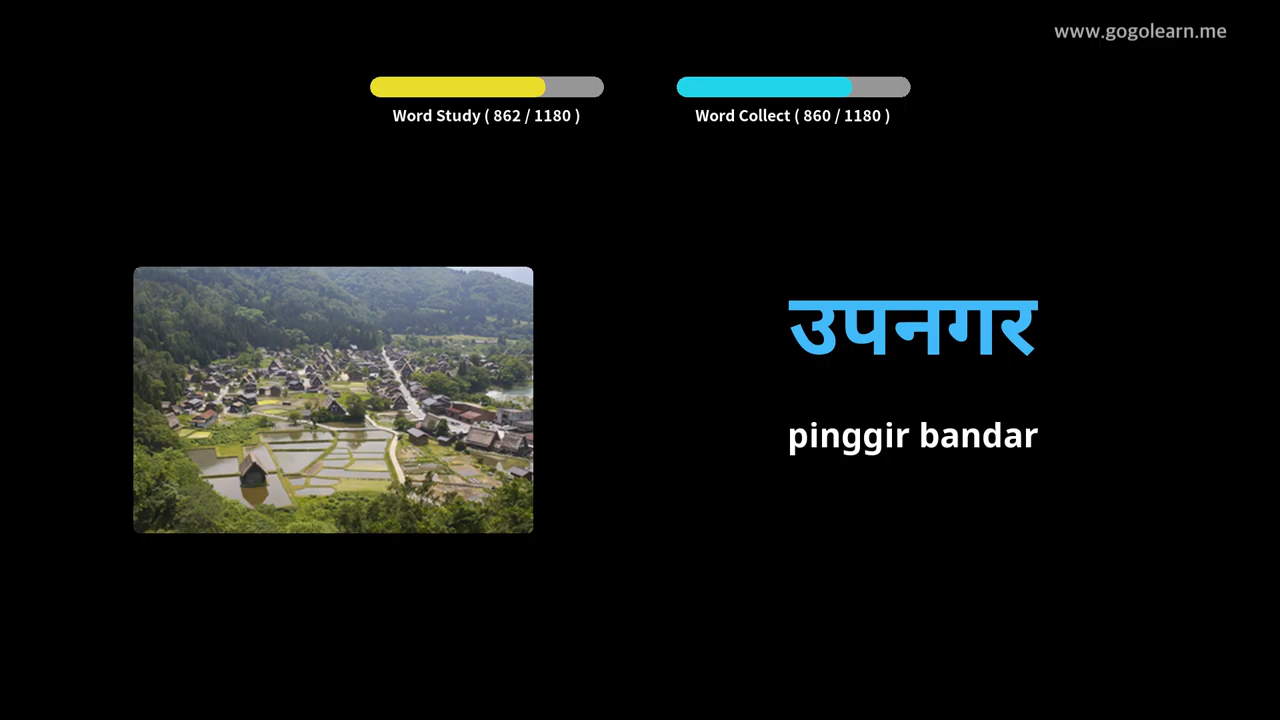 www.gogolearn.me
Word Study ( 862 / 1180 )
Word Collect ( 860 / 1180 )
उपनगर
pinggir bandar